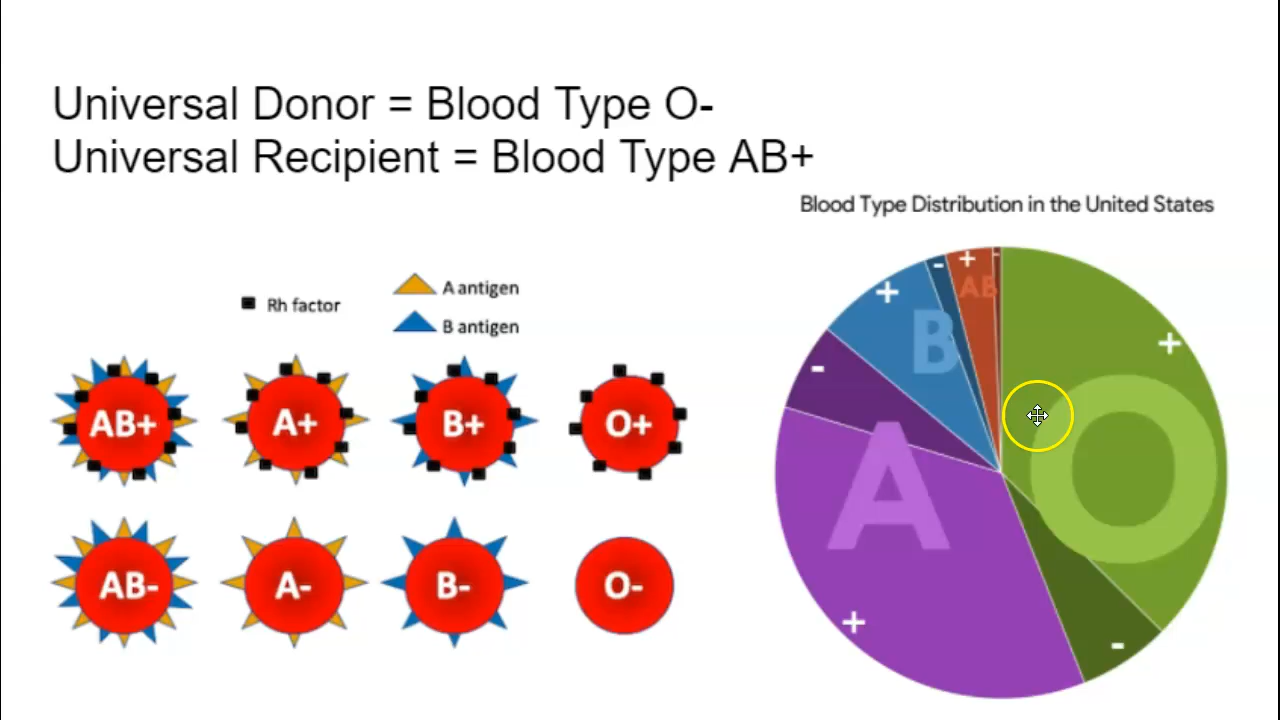 Universal Donor = Blood Type O-
Universal Recipient = Blood Type AB+
Blood Type Distribution in the United States
Rh factor
A antigen
B antigen
AB+ A+ B+ O+
AB- A- B- O-
- + -
+
+
B
AB
-
A
O
+
-